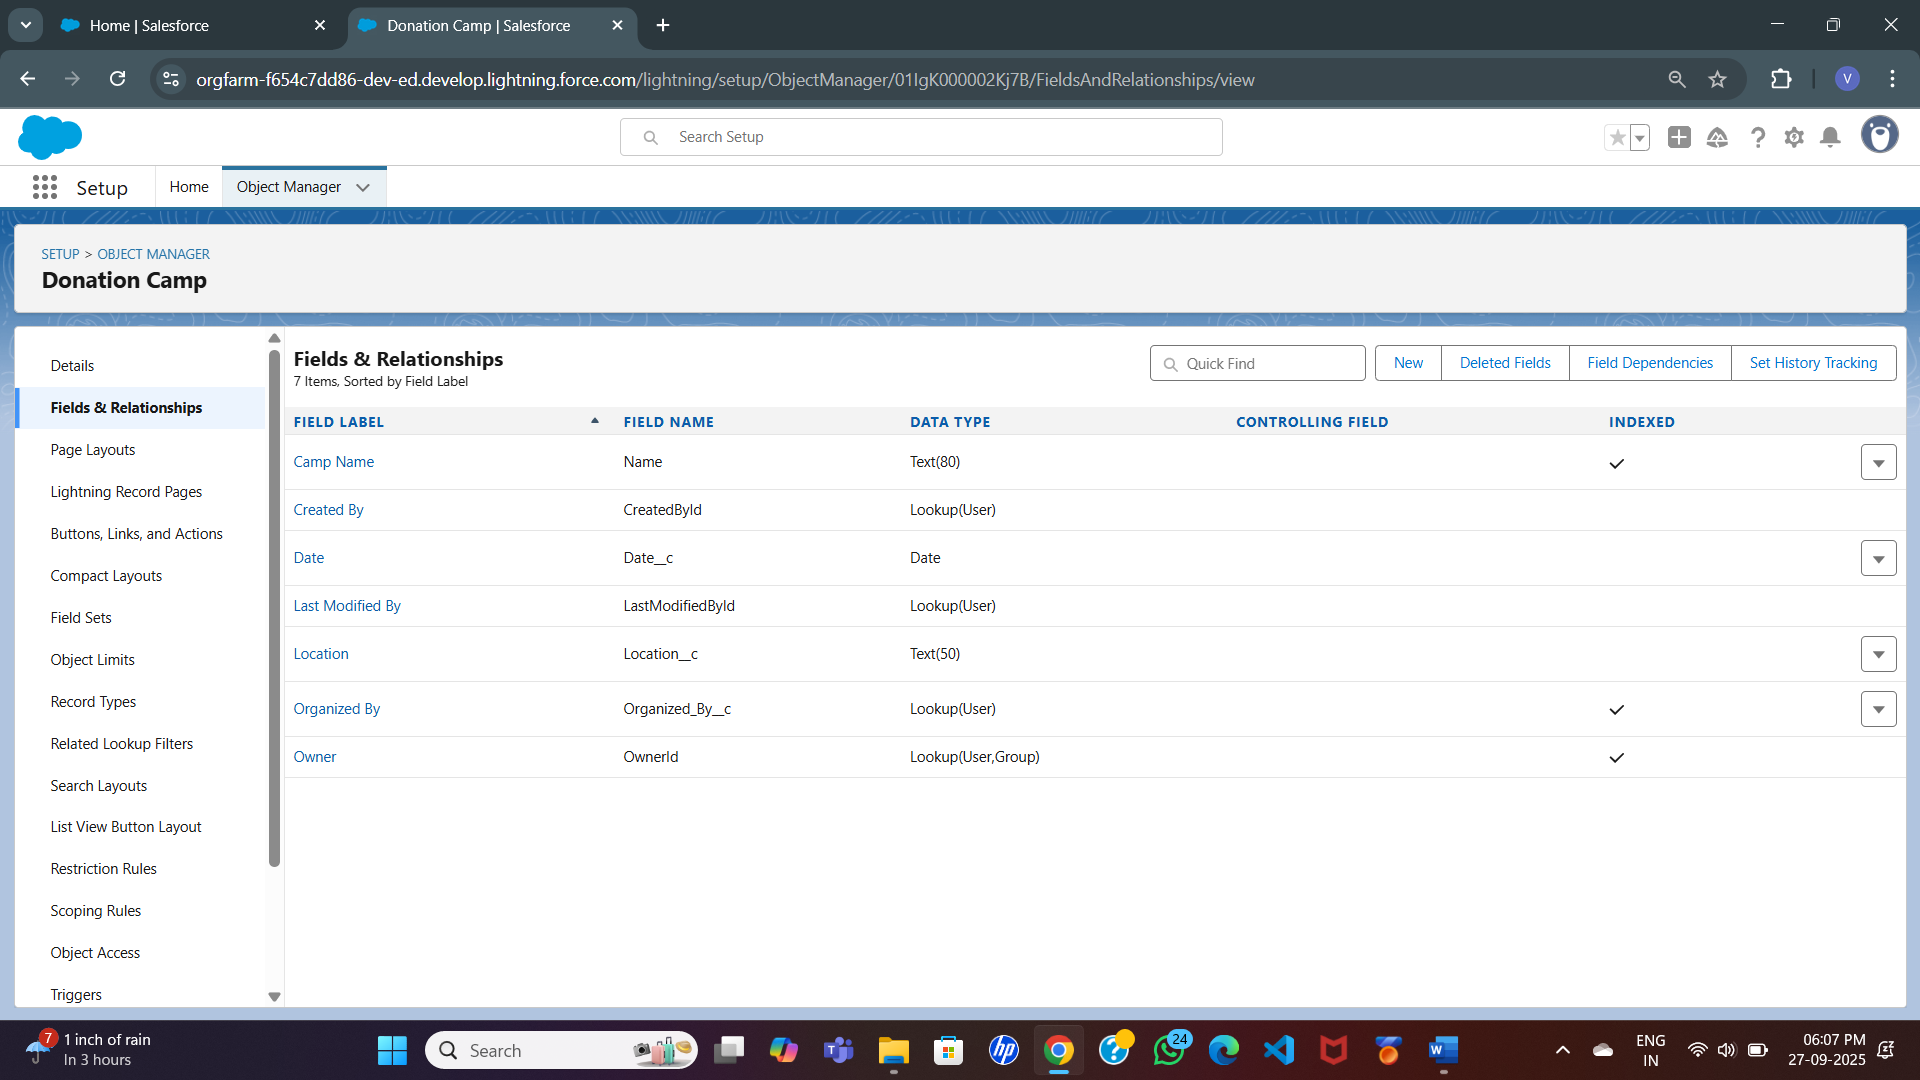 Home | Salesforce
Donation Camp | Salesforce
orgfarm-f654c7dd86-dev-ed.develop.lightning.force.com/lightning/setup/ObjectManager/01IgK000002Kj7B/FieldsAndRelationships/view
V
Search Setup
Setup
Home
Object Manager
SETUP > OBJECT MANAGER
Donation Camp
Details
Fields & Relationships
Page Layouts
Lightning Record Pages
Buttons, Links, and Actions
Compact Layouts
Field Sets
Object Limits
Record Types
Related Lookup Filters
Search Layouts
List View Button Layout
Restriction Rules
Scoping Rules
Object Access
Triggers
Fields & Relationships
7 Items, Sorted by Field Label
Quick Find
New
Deleted Fields
Field Dependencies
Set History Tracking
FIELD LABEL FIELD NAME DATA TYPE CONTROLLING FIELD INDEXED
Camp Name Name Text(80)
Created By CreatedById Lookup(User)
Date Date__c Date
Last Modified By LastModifiedById Lookup(User)
Location Location__c Text(50)
Organized By Organized_By__c Lookup(User)
Owner OwnerId Lookup(User,Group)
7
1 inch of rain
In 3 hours
Search
24
ENG
IN
06:07 PM
27-09-2025